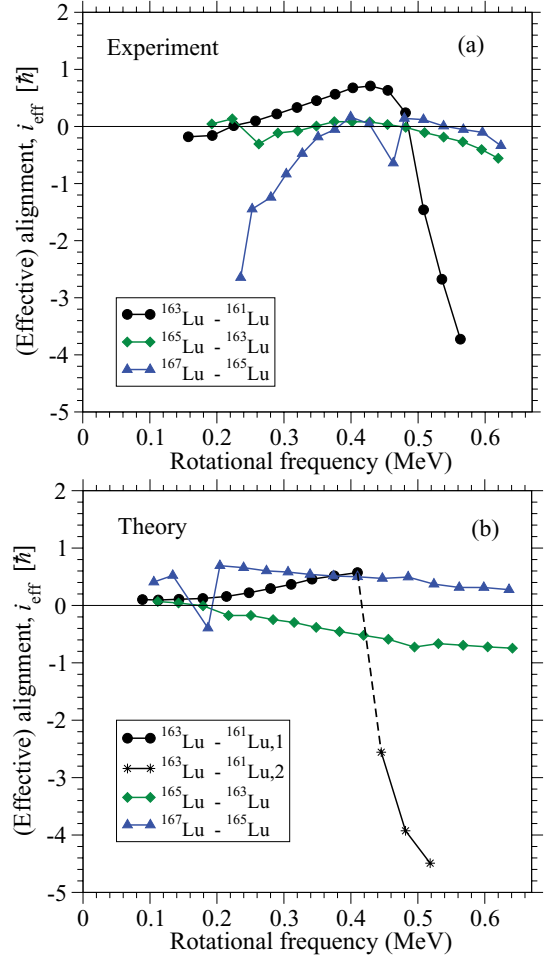 2
Experiment
(a)
1
0
-1
-2
-3
-4
-5
(Effective) alignment, i_eff [ħ]
¹⁶³Lu - ¹⁶¹Lu
¹⁶⁵Lu - ¹⁶³Lu
¹⁶⁷Lu - ¹⁶⁵Lu
0 0.1 0.2 0.3 0.4 0.5 0.6
Rotational frequency (MeV)
2
Theory
(b)
1
0
-1
-2
-3
-4
-5
(Effective) alignment, i_eff [ħ]
¹⁶³Lu - ¹⁶¹Lu,1
¹⁶³Lu - ¹⁶¹Lu,2
¹⁶⁵Lu - ¹⁶³Lu
¹⁶⁷Lu - ¹⁶⁵Lu
0 0.1 0.2 0.3 0.4 0.5 0.6
Rotational frequency (MeV)